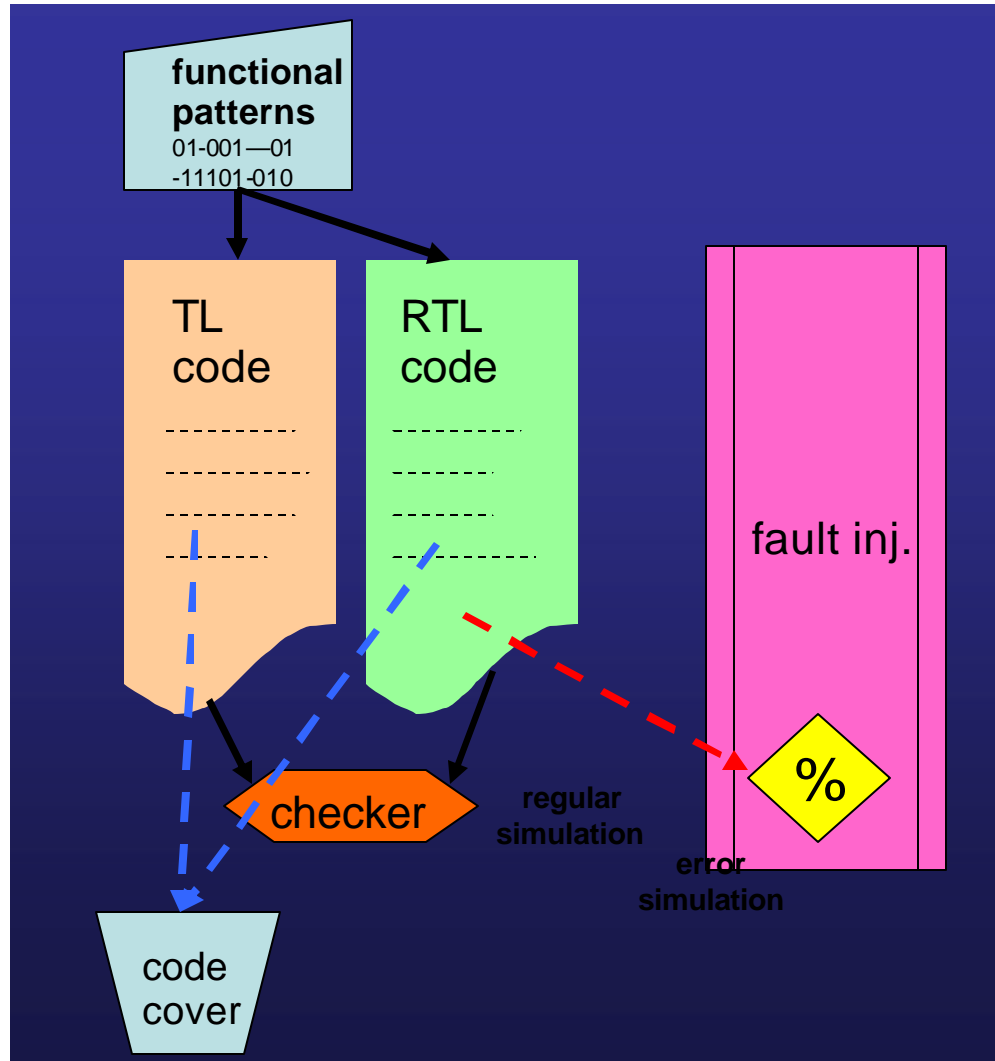 functional
patterns
01-001—01
-11101-010
TL
code
RTL
code
fault inj.
%
checker
regular
simulation
error
simulation
code
cover